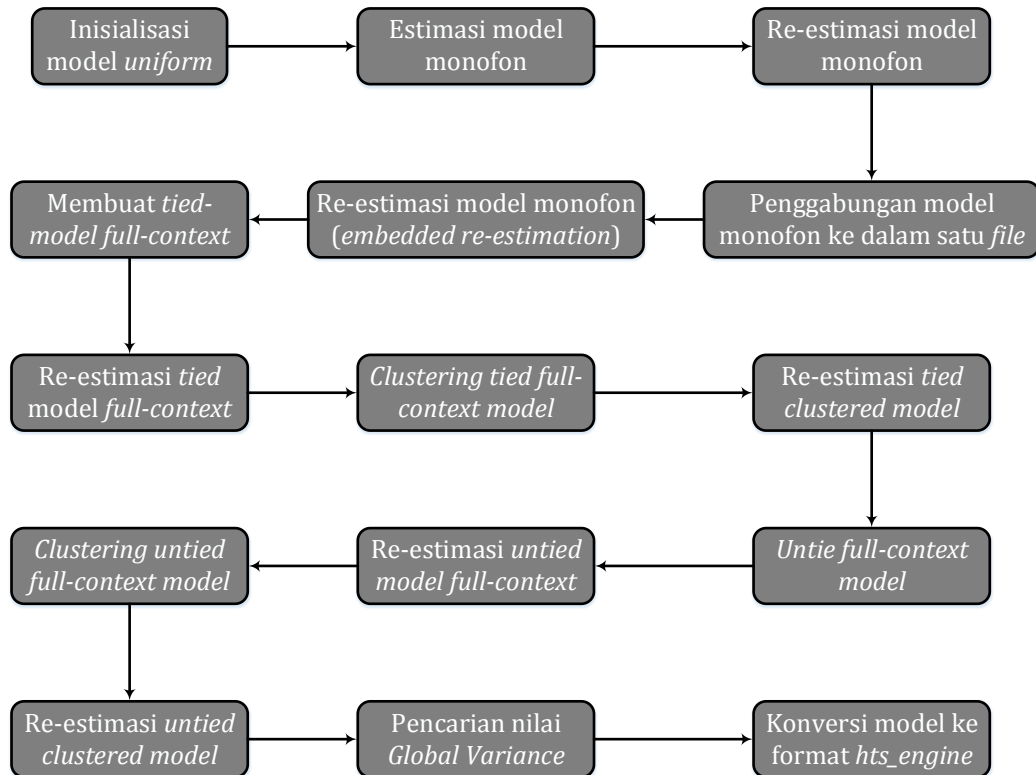 Inisialisasi
model uniform
Estimasi model
monofon
Re-estimasi model
monofon
Penggabungan model
monofon ke dalam satu file
Re-estimasi model monofon
(embedded re-estimation)
Membuat tied-
model full-context
Re-estimasi tied
model full-context
Clustering tied full-
context model
Re-estimasi tied
clustered model
Untie full-context
model
Re-estimasi untied
model full-context
Clustering untied
full-context model
Re-estimasi untied
clustered model
Pencarian nilai
Global Variance
Konversi model ke
format hts_engine